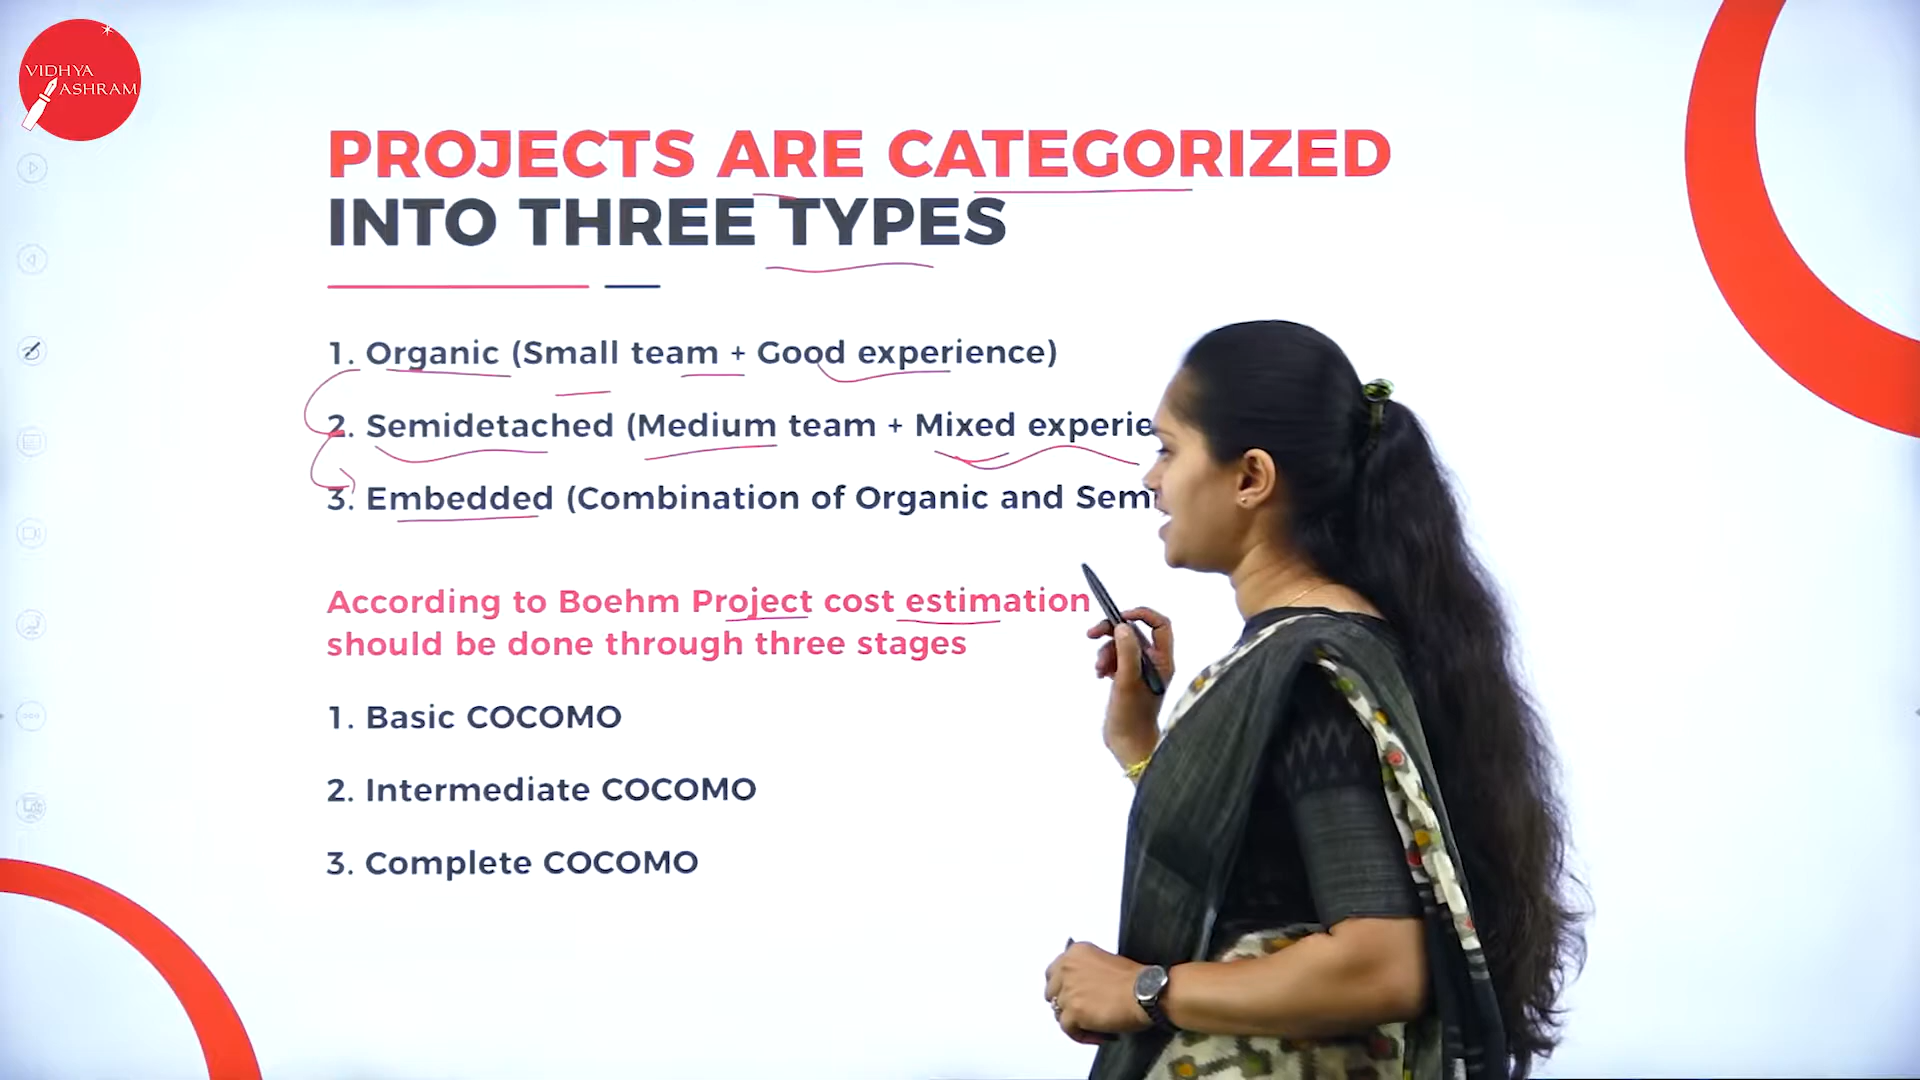 VIDHYA
ASHRAM
PROJECTS ARE CATEGORIZED
INTO THREE TYPES
1. Organic (Small team + Good experience)
2. Semidetached (Medium team + Mixed experie
3. Embedded (Combination of Organic and Sem
According to Boehm Project cost estimation
should be done through three stages
1. Basic COCOMO
2. Intermediate COCOMO
3. Complete COCOMO